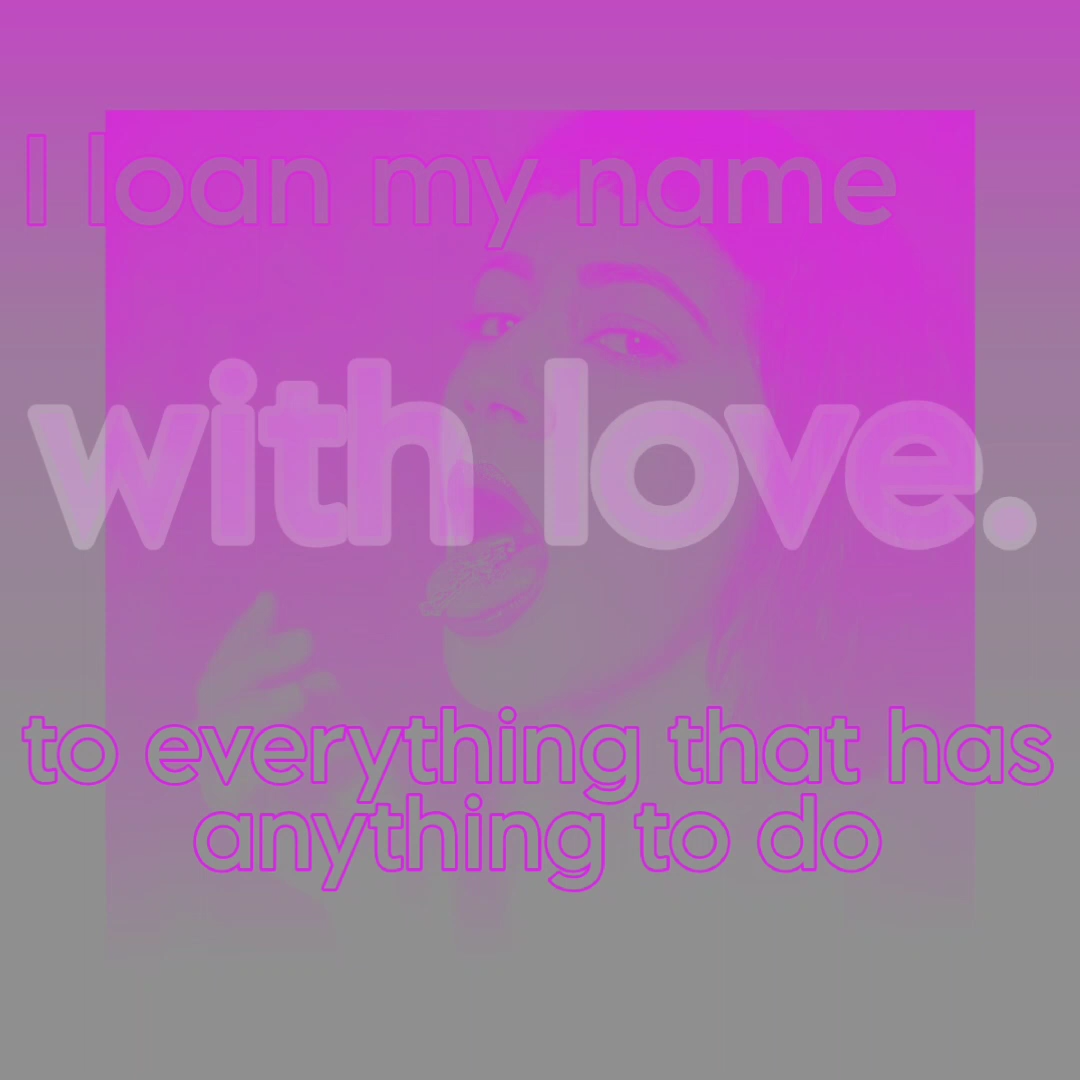 I loan my name
with love.
to everything that has
anything to do